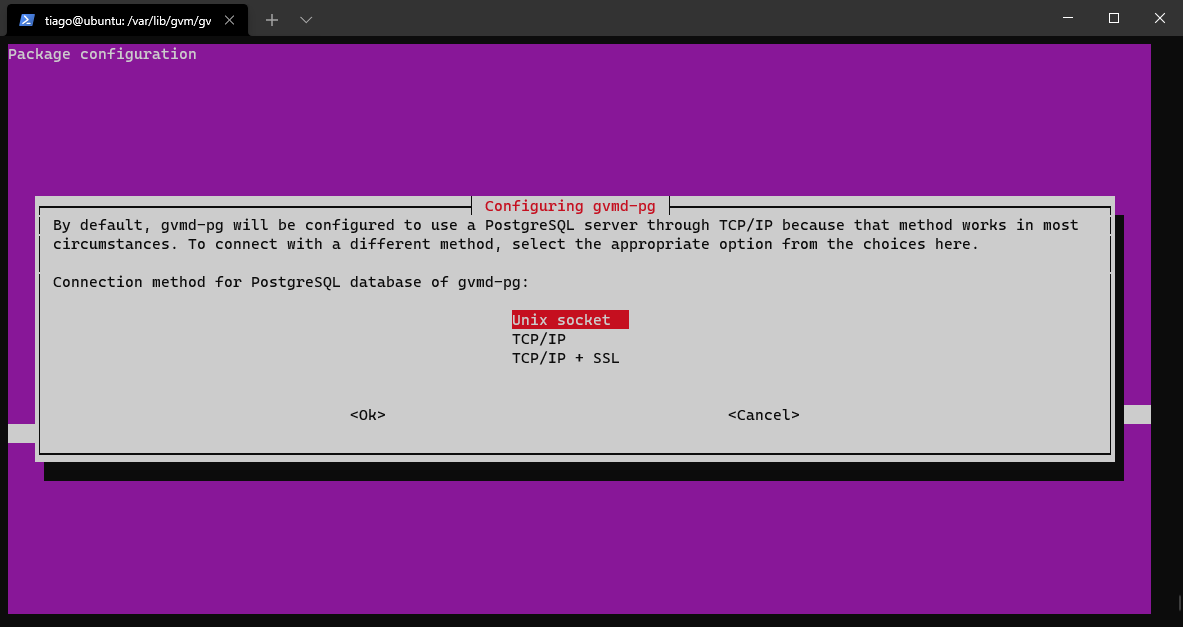 tiago@ubuntu: /var/lib/gvm/gv
Package configuration
Configuring gvmd-pg
By default, gvmd-pg will be configured to use a PostgreSQL server through TCP/IP because that method works in most
circumstances. To connect with a different method, select the appropriate option from the choices here.
Connection method for PostgreSQL database of gvmd-pg:
Unix socket
TCP/IP
TCP/IP + SSL
<Ok> <Cancel>